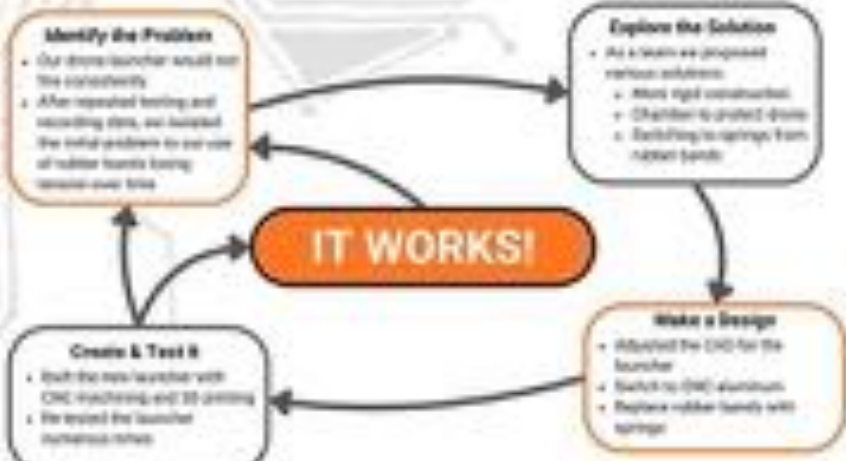 Identify the Problem
• Our drone launcher would not
fire consistently
• After repeated testing and
recording data, we isolated
the initial problem to our use
of rubber bands losing
tension over time
Explore the Solution
• As a team we proposed
various solutions:
• More rigid construction
• Chamber to protect drone
• Switching to springs from
rubber bands
IT WORKS!
Create & Test It
• Built the new launcher with
CNC machining and 3D printing
• Re-tested the launcher
numerous times
Make a Design
• Adjusted the CAD for the
launcher
• Switch to CNC aluminum
• Replace rubber bands with
springs